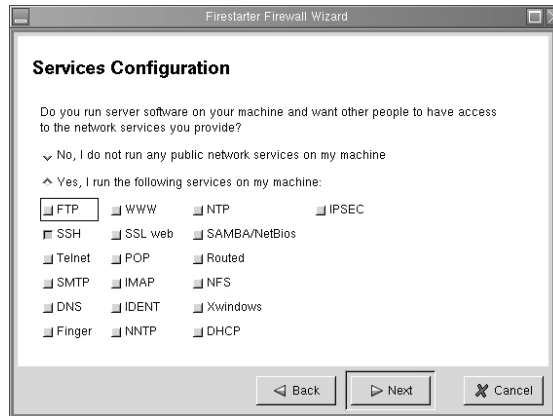 Firestarter Firewall Wizard
Services Configuration
Do you run server software on your machine and want other people to have access
to the network services you provide?
No, I do not run any public network services on my machine
Yes, I run the following services on my machine:
FTP WWW NTP IPSEC
SSH SSL web SAMBA/NetBios
Telnet POP Routed
SMTP IMAP NFS
DNS IDENT Xwindows
Finger NNTP DHCP
Back Next Cancel